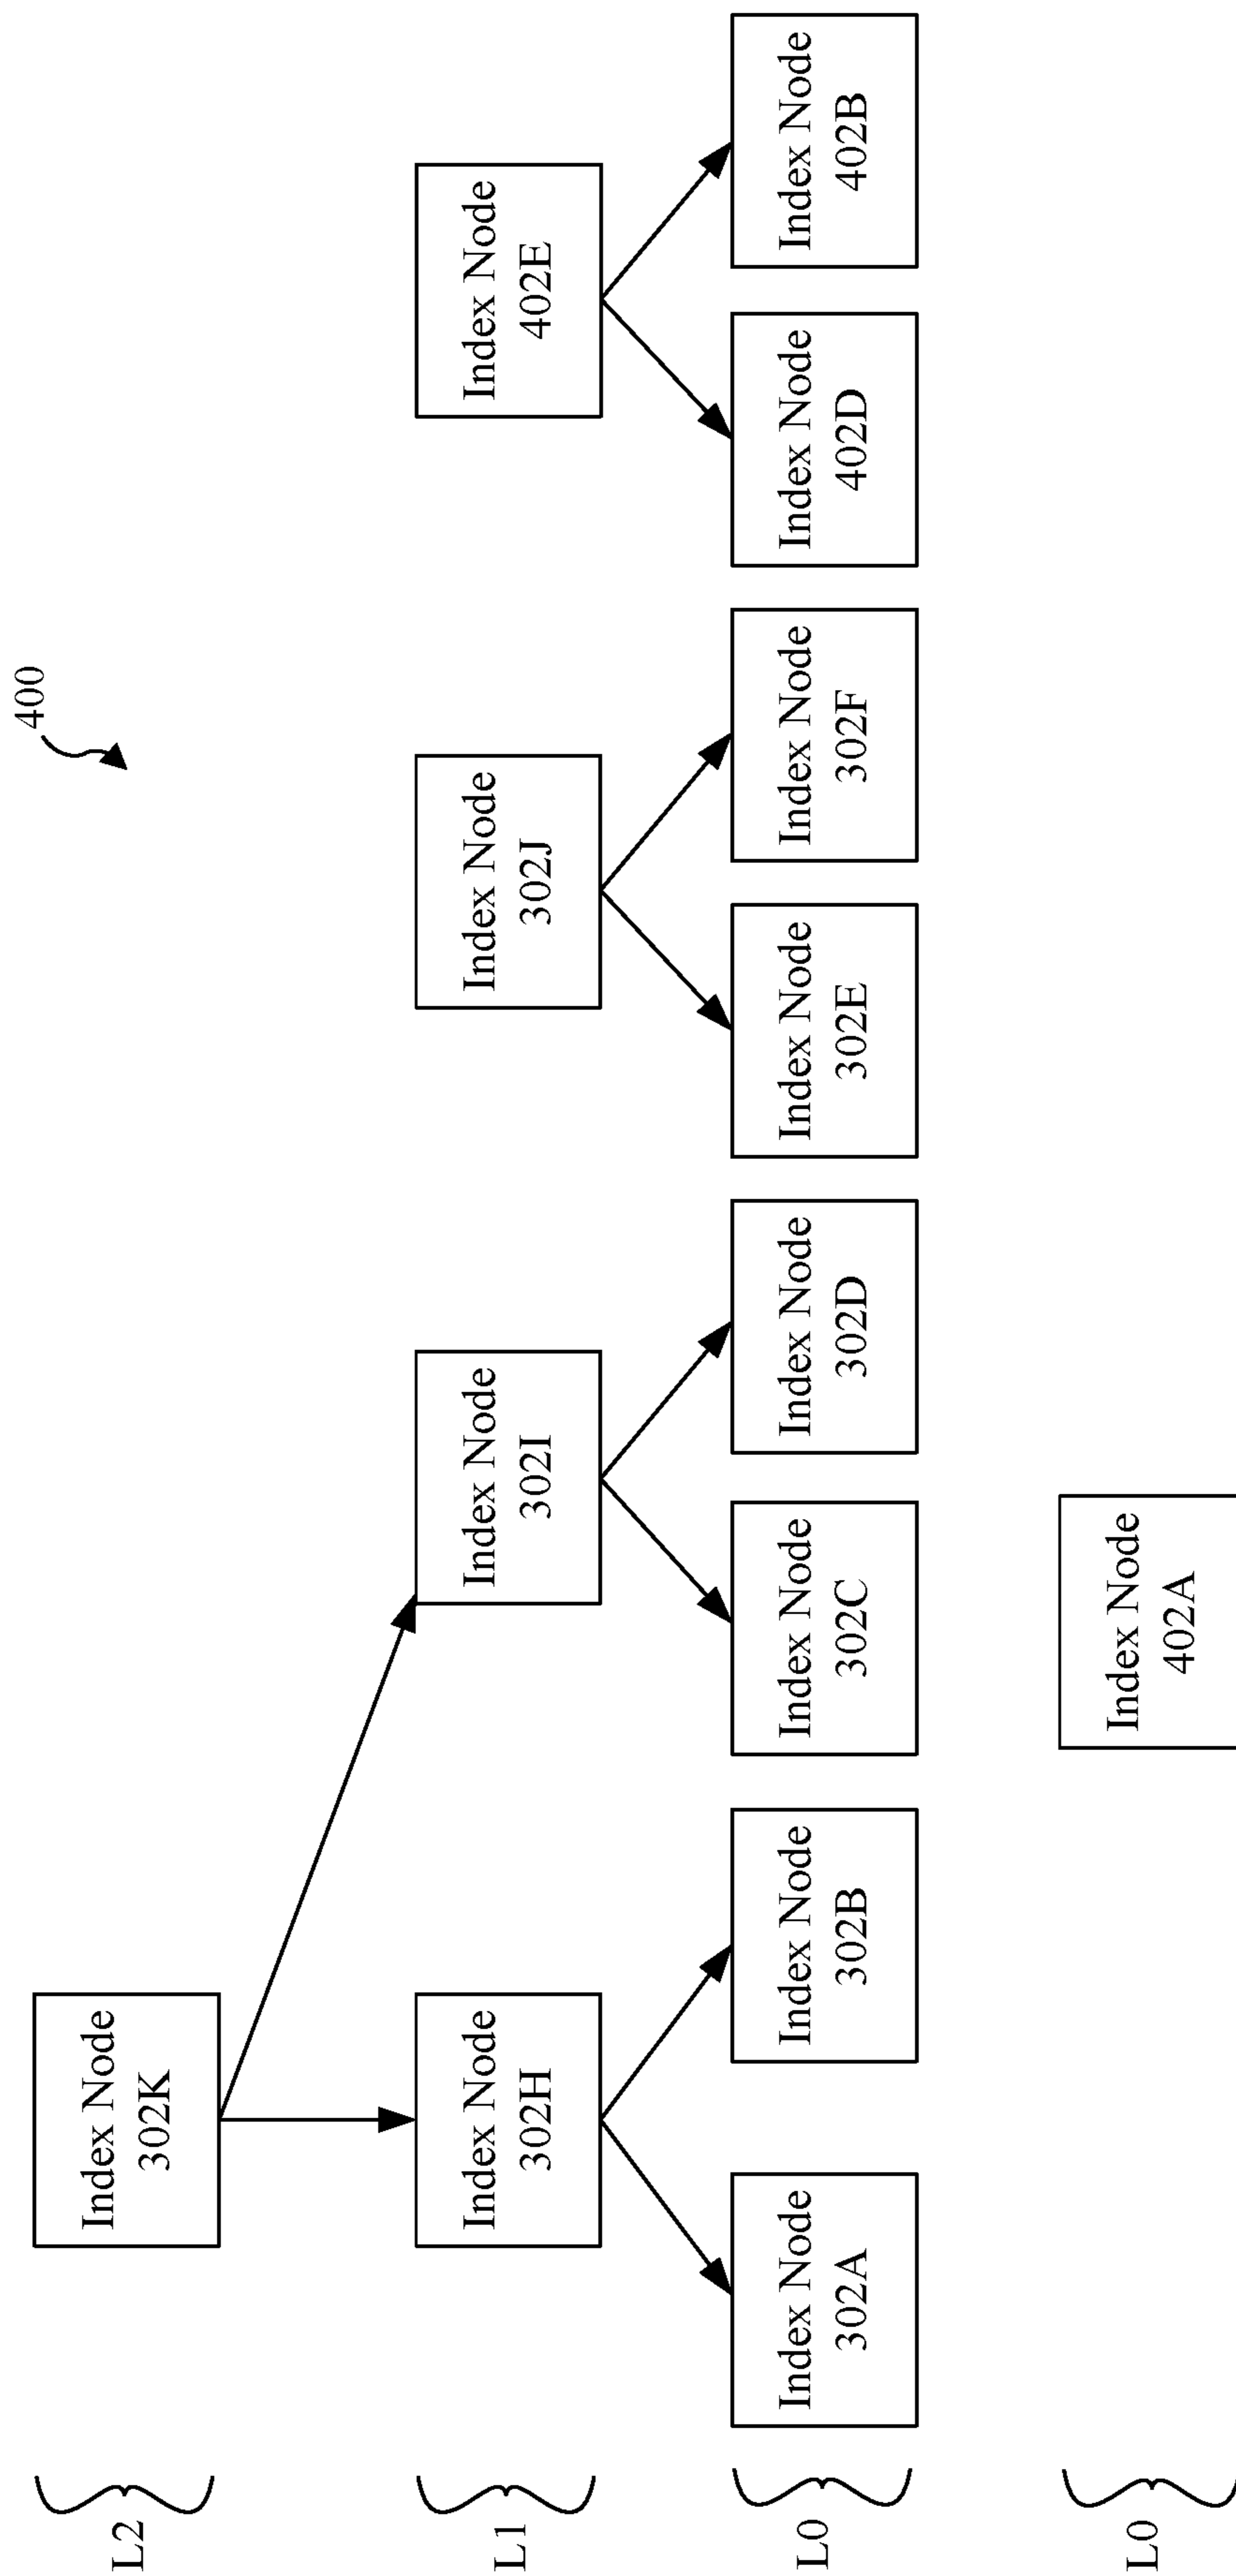 400
L2
Index Node
302K
L1
Index Node
302H
Index Node
302I
Index Node
302J
Index Node
402E
L0
Index Node
302A
Index Node
302B
Index Node
302C
Index Node
302D
Index Node
302E
Index Node
302F
Index Node
402D
Index Node
402B
L0
Index Node
402A